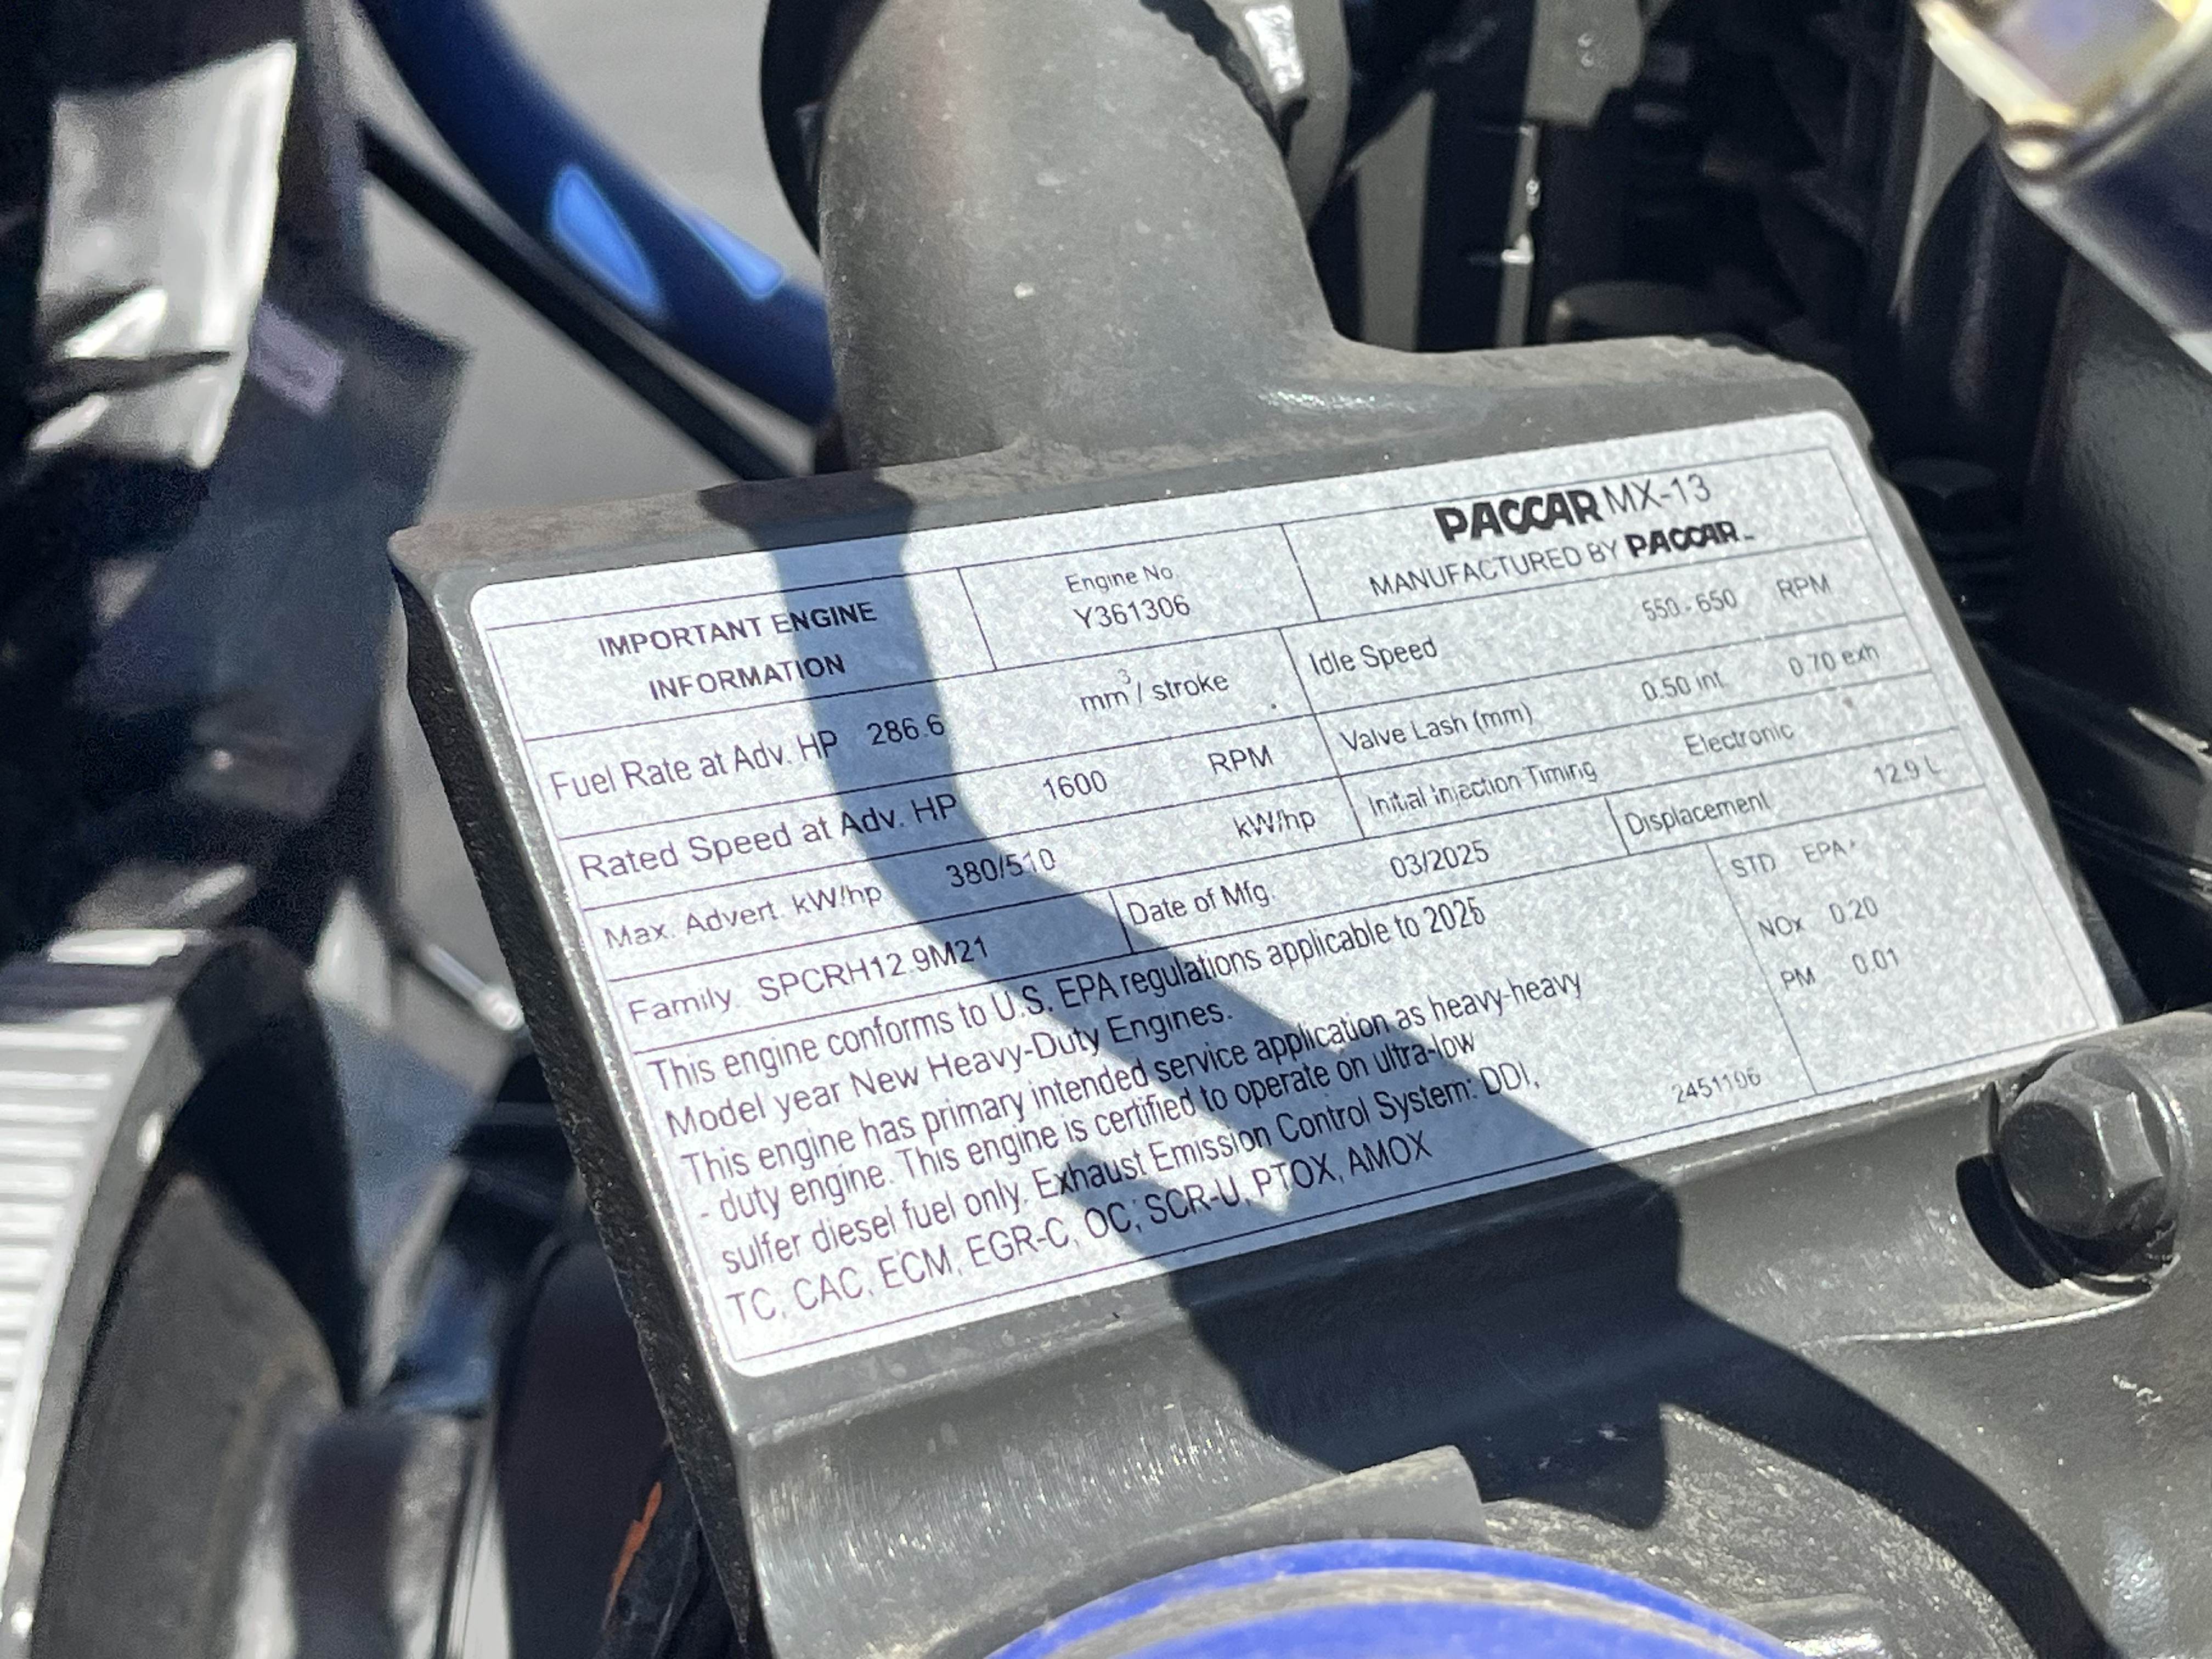 IMPORTANT ENGINE
INFORMATION
Engine No.
Y361306
PACCAR MX-13
MANUFACTURED BY PACCAR
Fuel Rate at Adv. HP 286.6 mm3 / stroke
Idle Speed 550-650 RPM
Rated Speed at Adv. HP 1600 RPM
Valve Lash (mm) 0.50 int 0.70 exh
Max. Advert. kW/hp 380/510 kW/hp
Initial Injection Timing Electronic
Family SPCRH12.9M21
Date of Mfg. 03/2025
Displacement 12.9 L
This engine conforms to U.S. EPA regulations applicable to 2025
Model year New Heavy-Duty Engines.
This engine has primary intended service application as heavy-heavy
- duty engine. This engine is certified to operate on ultra-low
sulfer diesel fuel only. Exhaust Emission Control System: DDI,
TC, CAC, ECM, EGR-C, OC, SCR-U, PTOX, AMOX
2451196
STD EPA
NOx 0.20
PM 0.01